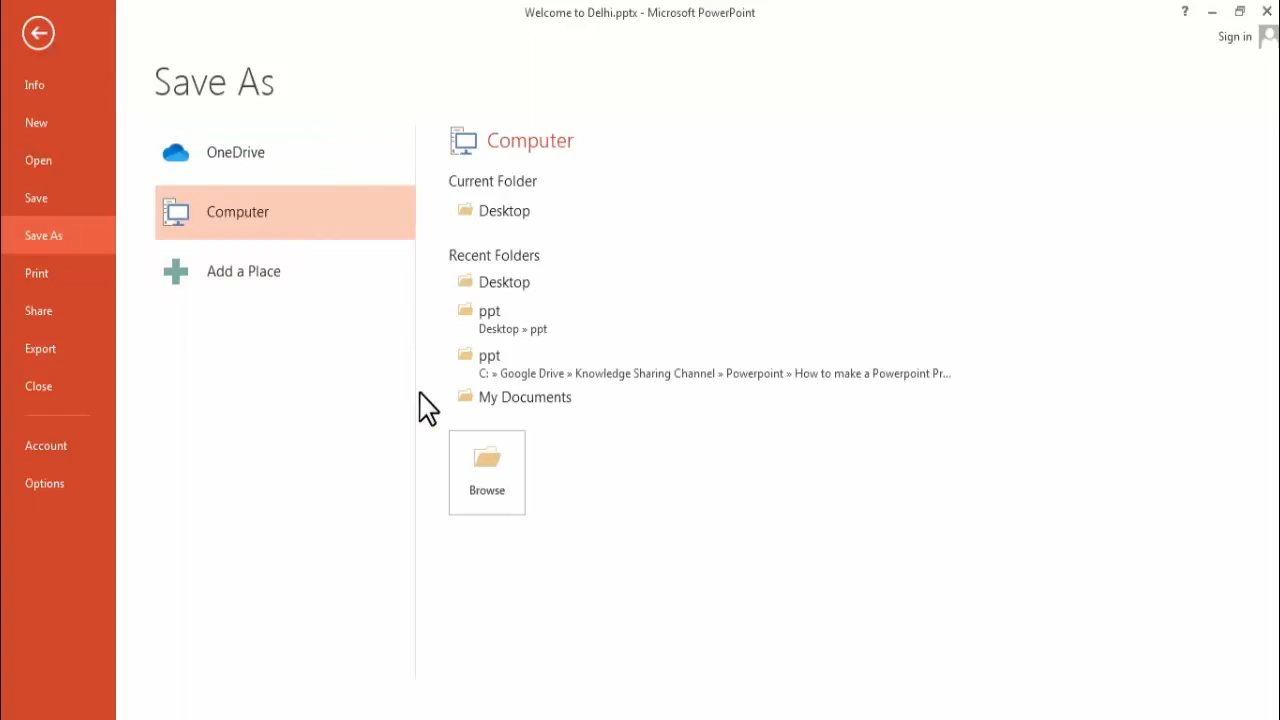 Welcome to Delhi.pptx - Microsoft PowerPoint
?
Sign in
Info
New
Open
Save
Save As
Print
Share
Export
Close
Account
Options
Save As
OneDrive
Computer
Add a Place
Computer
Current Folder
Desktop
Recent Folders
Desktop
ppt
Desktop » ppt
ppt
C: » Google Drive » Knowledge Sharing Channel » Powerpoint » How to make a Powerpoint Pr...
My Documents
Browse